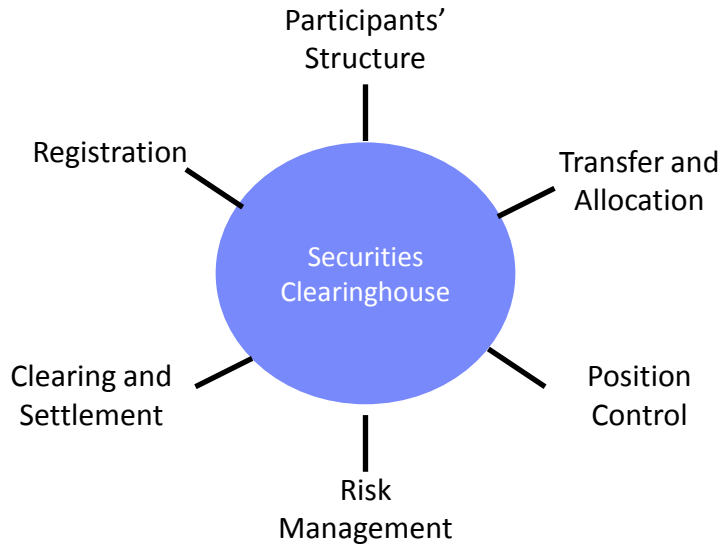 Participants’
Structure
Registration
Transfer and
Allocation
Securities
Clearinghouse
Clearing and
Settlement
Position
Control
Risk
Management